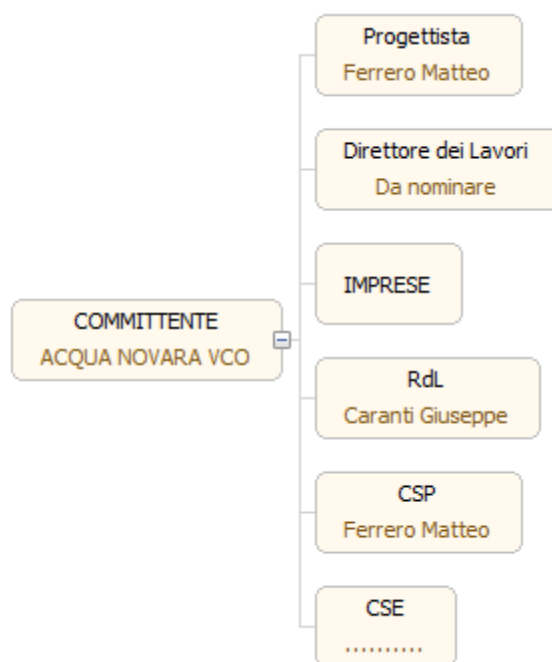 Progettista
Ferrero Matteo
Direttore dei Lavori
Da nominare
IMPRESE
COMMITTENTE
ACQUA NOVARA VCO
RdL
Caranti Giuseppe
CSP
Ferrero Matteo
CSE
..........